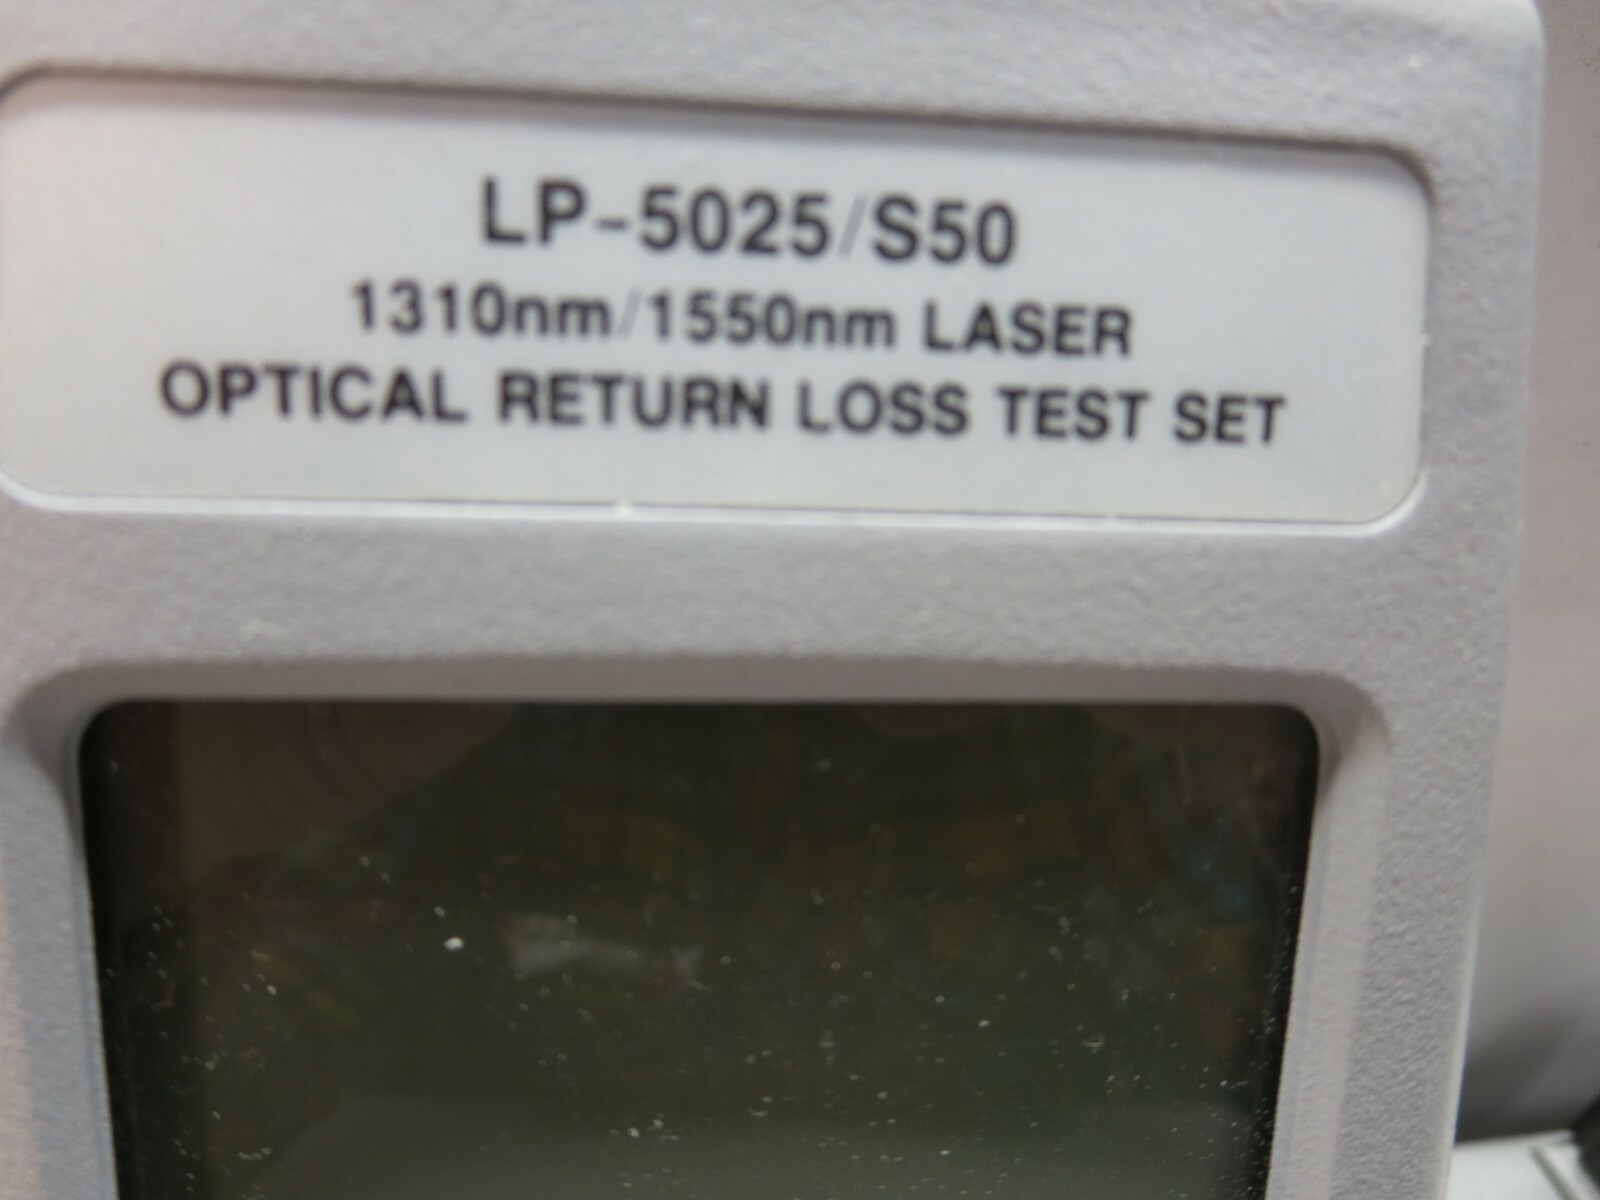 LP-5025/S50
1310nm/1550nm LASER
OPTICAL RETURN LOSS TEST SET